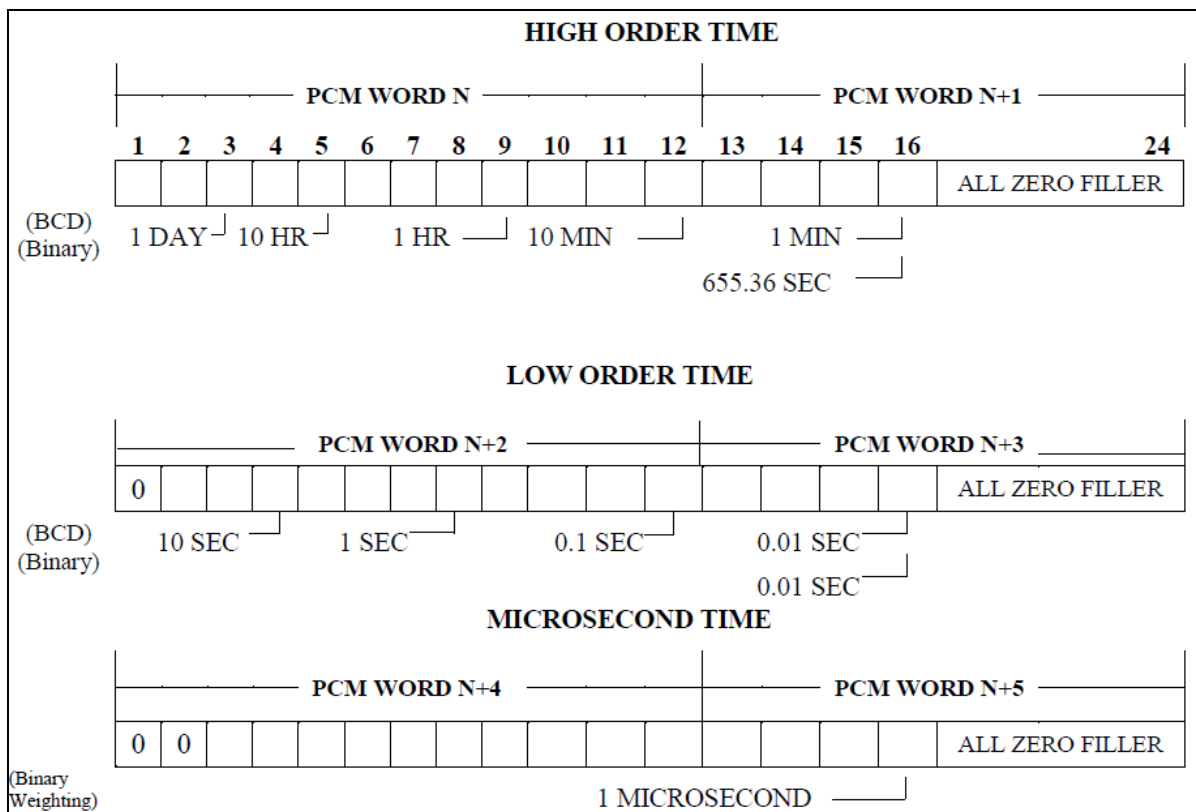 HIGH ORDER TIME
PCM WORD N PCM WORD N+1
1 2 3 4 5 6 7 8 9 10 11 12 13 14 15 16 24
ALL ZERO FILLER
(BCD) 1 DAY 10 HR 1 HR 10 MIN 1 MIN
(Binary) 655.36 SEC
LOW ORDER TIME
PCM WORD N+2 PCM WORD N+3
0 ALL ZERO FILLER
(BCD) 10 SEC 1 SEC 0.1 SEC 0.01 SEC
(Binary) 0.01 SEC
MICROSECOND TIME
PCM WORD N+4 PCM WORD N+5
0 0 ALL ZERO FILLER
(Binary
Weighting) 1 MICROSECOND